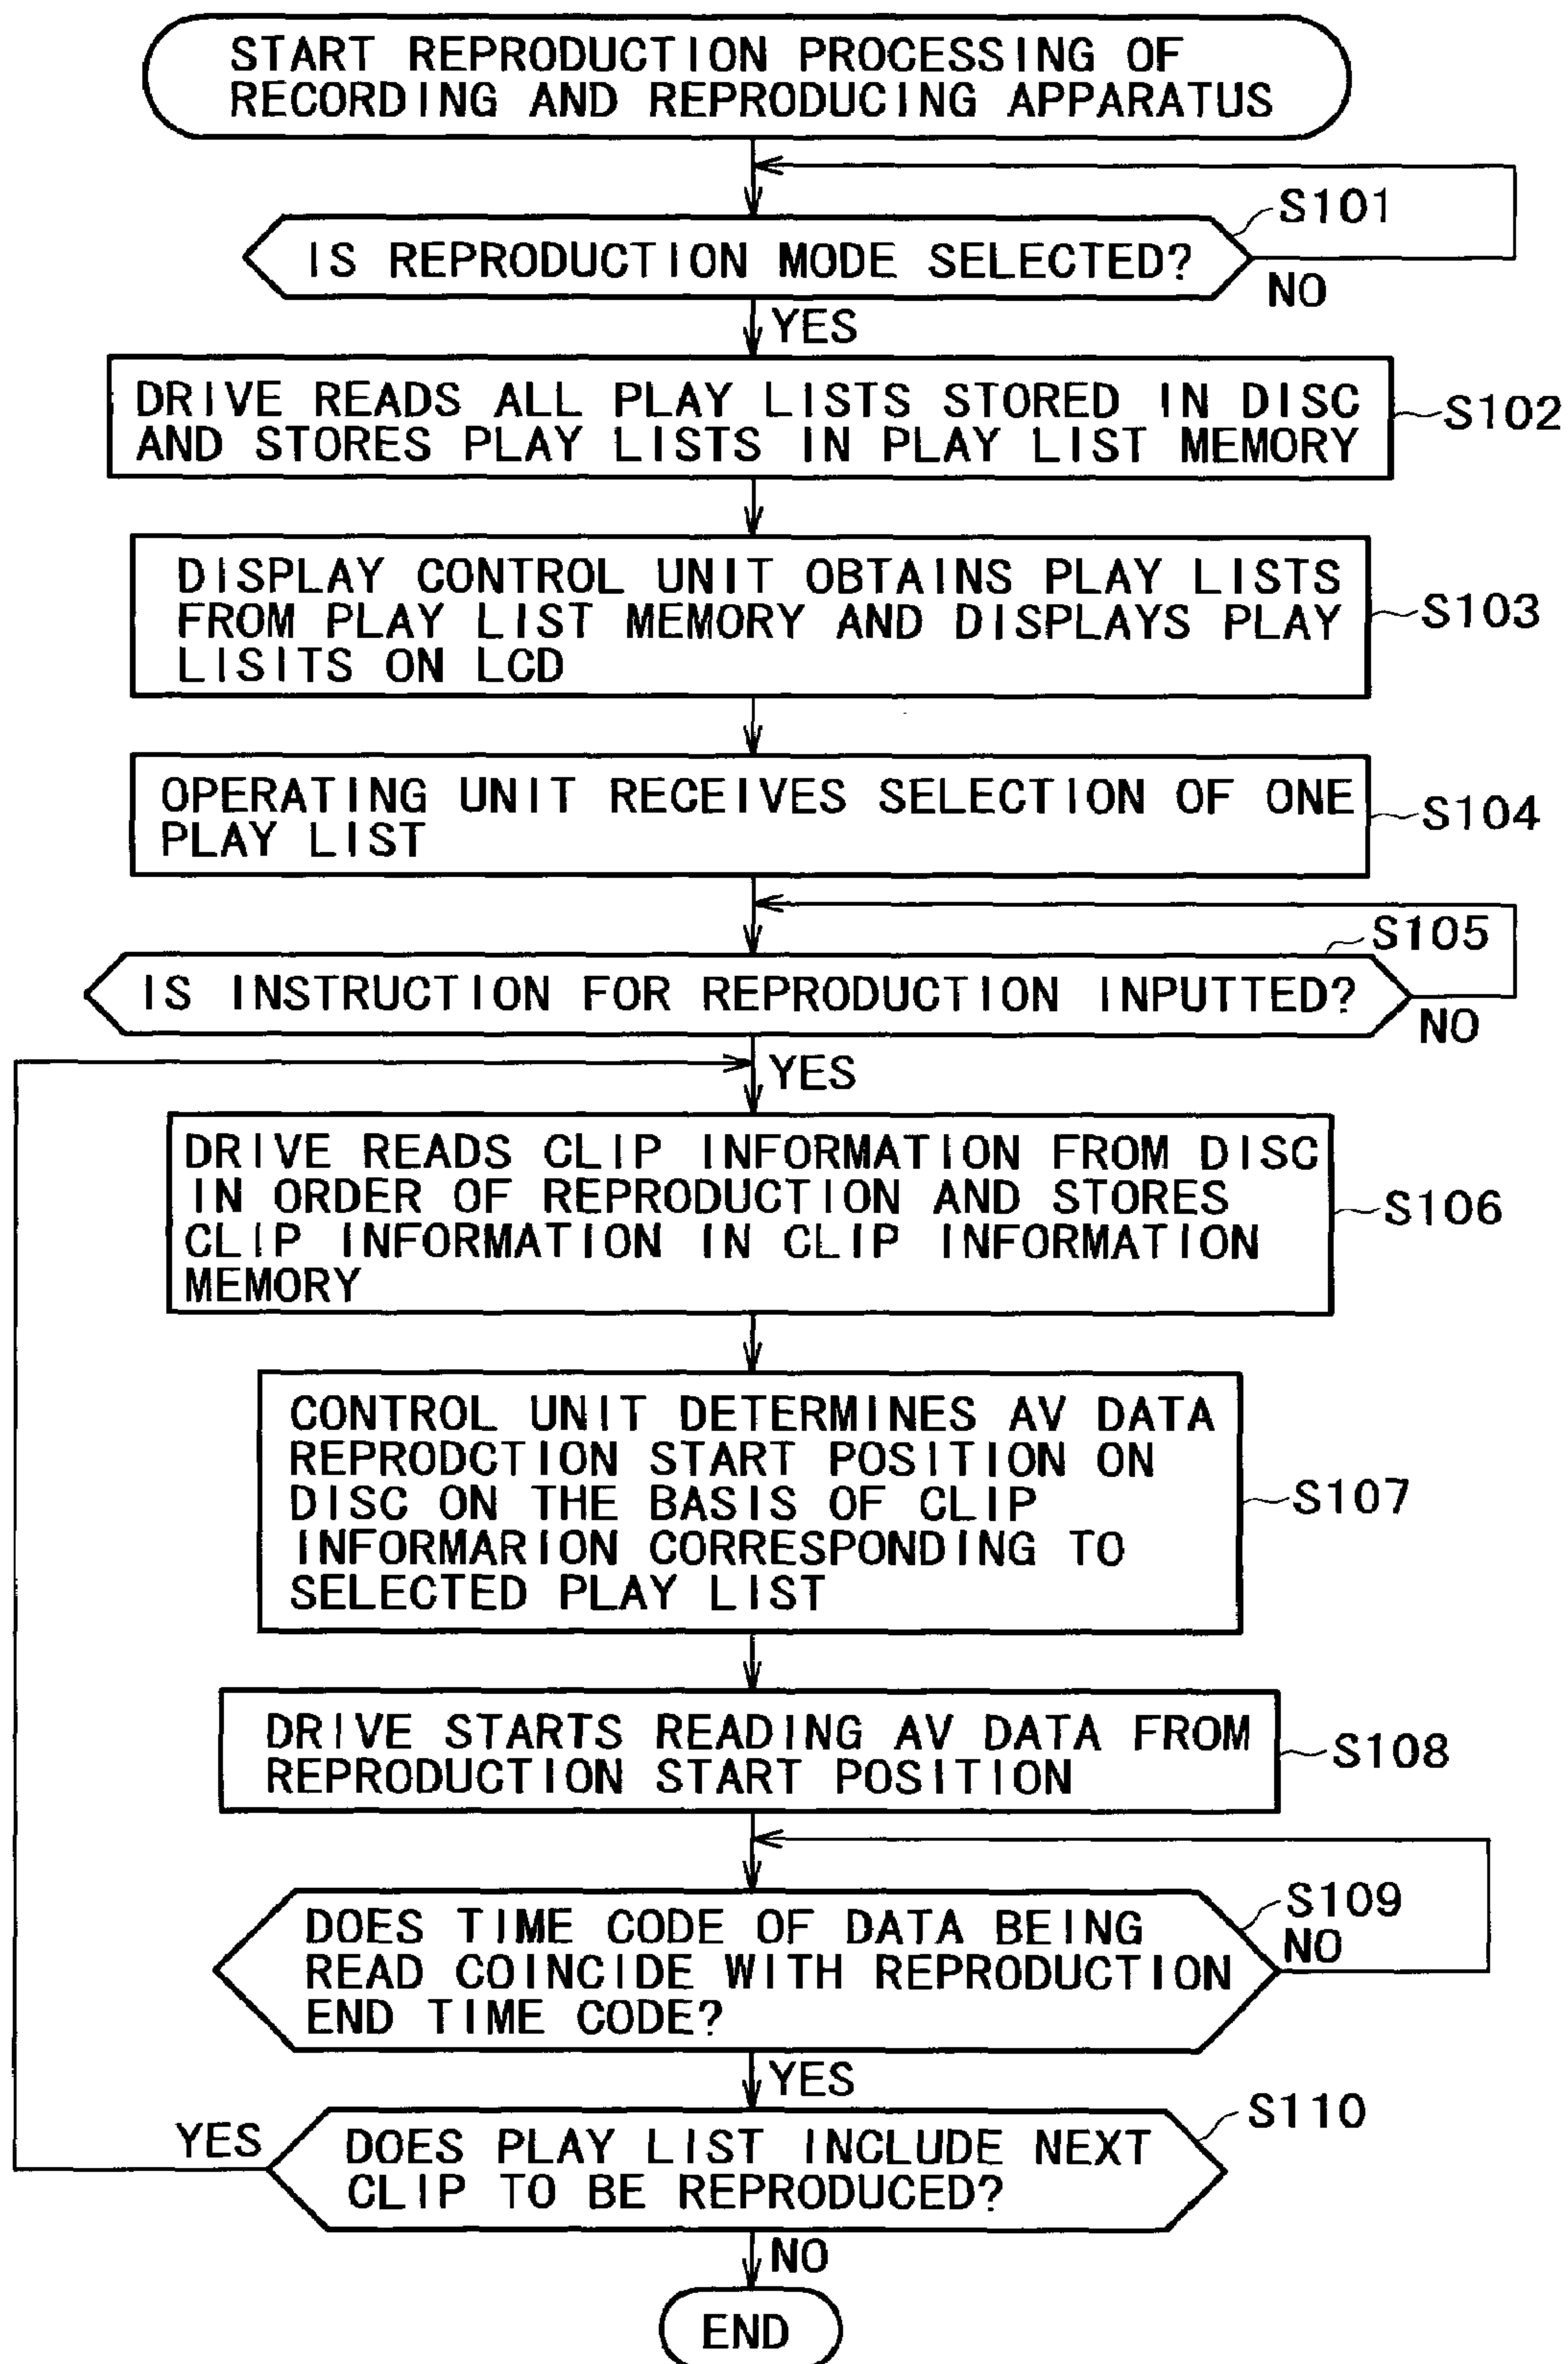 START REPRODUCTION PROCESSING OF
RECORDING AND REPRODUCING APPARATUS
S101
IS REPRODUCTION MODE SELECTED?
NO
YES
DRIVE READS ALL PLAY LISTS STORED IN DISC
AND STORES PLAY LISTS IN PLAY LIST MEMORY
S102
DISPLAY CONTROL UNIT OBTAINS PLAY LISTS
FROM PLAY LIST MEMORY AND DISPLAYS PLAY
LISITS ON LCD
S103
OPERATING UNIT RECEIVES SELECTION OF ONE
PLAY LIST
S104
S105
IS INSTRUCTION FOR REPRODUCTION INPUTTED?
NO
YES
DRIVE READS CLIP INFORMATION FROM DISC
IN ORDER OF REPRODUCTION AND STORES
CLIP INFORMATION IN CLIP INFORMATION
MEMORY
S106
CONTROL UNIT DETERMINES AV DATA
REPRODCTION START POSITION ON
DISC ON THE BASIS OF CLIP
INFORMARION CORRESPONDING TO
SELECTED PLAY LIST
S107
DRIVE STARTS READING AV DATA FROM
REPRODUCTION START POSITION
S108
S109
DOES TIME CODE OF DATA BEING
READ COINCIDE WITH REPRODUCTION
END TIME CODE?
NO
YES
S110
YES
DOES PLAY LIST INCLUDE NEXT
CLIP TO BE REPRODUCED?
NO
END